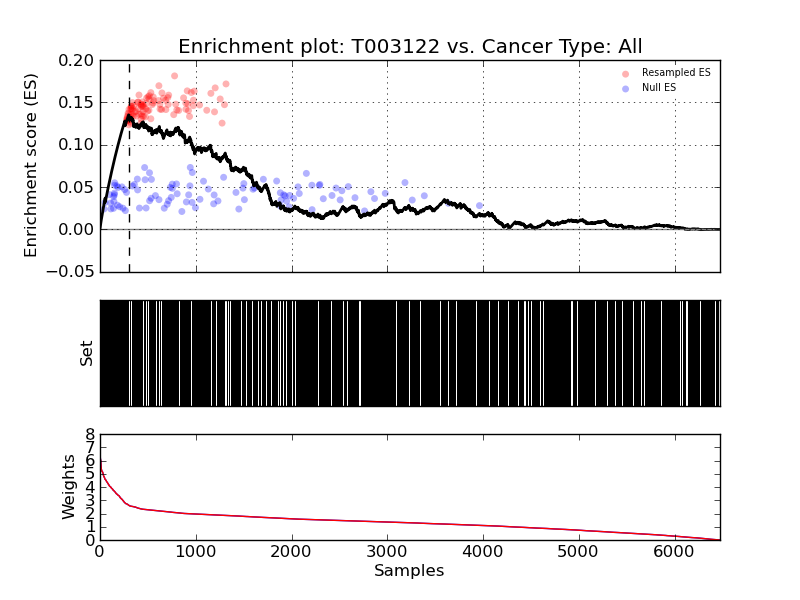 Enrichment plot: T003122 vs. Cancer Type: All
Enrichment score (ES)
0.20
0.15
0.10
0.05
0.00
−0.05
Resampled ES
Null ES
Set
Weights
8
7
6
5
4
3
2
1
0
0 1000 2000 3000 4000 5000 6000
Samples